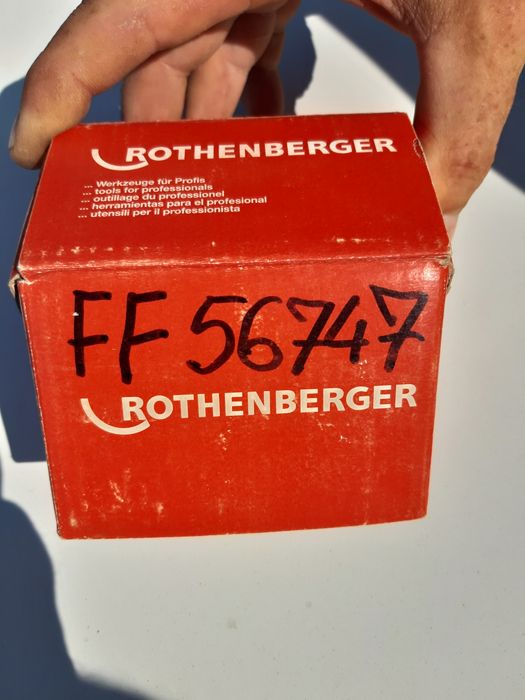 ROTHENBERGER
... Werkzeuge für Profis
... tools for professionals
... outillage du professionel
... herramientas para el profesional
... utensili per il professionista
FF 56747
ROTHENBERGER